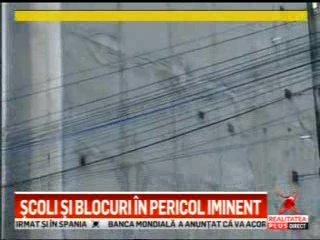 ŞCOLI ŞI BLOCURI ÎN PERICOL IMINENT
REALITATEA
PLUS DIRECT
IRMAT ŞI ÎN SPANIA
BANCA MONDIALĂ A ANUNŢAT CĂ VA ACOR